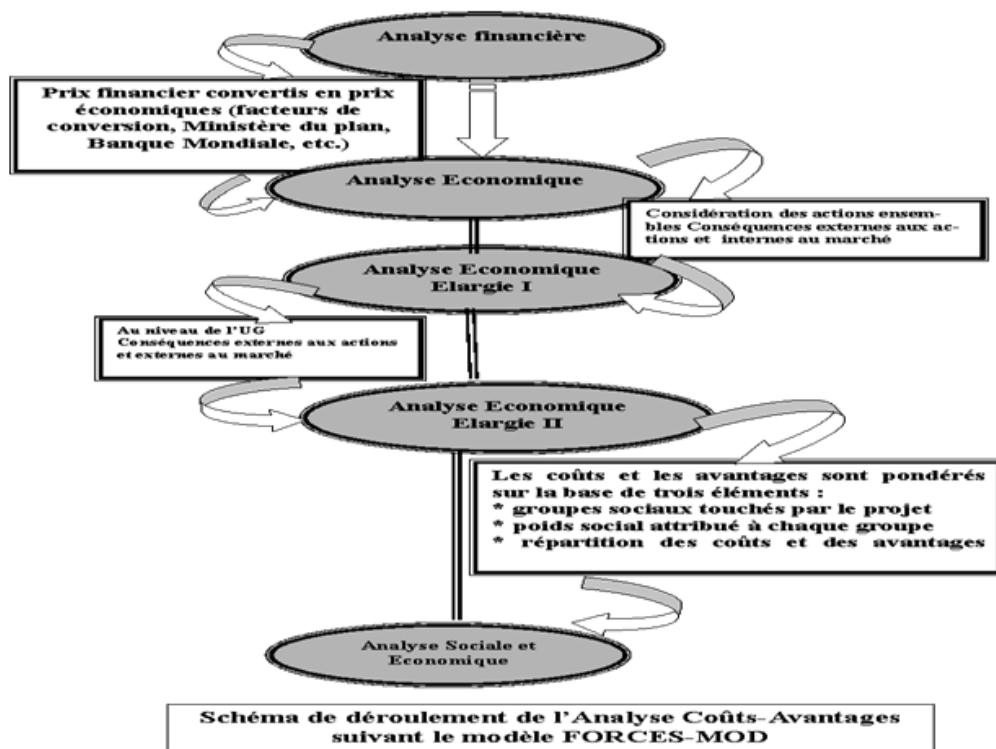 Analyse financière
Prix financier convertis en prix
économiques (facteurs de
conversion, Ministère du plan,
Banque Mondiale, etc.)
Analyse Economique
Considération des actions ensem-
bles Conséquences externes aux ac-
tions et internes au marché
Analyse Economique
Elargie I
Au niveau de l'UG
Conséquences externes aux actions
et externes au marché
Analyse Economique
Elargie II
Les coûts et les avantages sont pondérés
sur la base de trois éléments :
* groupes sociaux touchés par le projet
* poids social attribué à chaque groupe
* répartition des coûts et des avantages
Analyse Sociale et
Economique
Schéma de déroulement de l'Analyse Coûts-Avantages
suivant le modèle FORCES-MOD